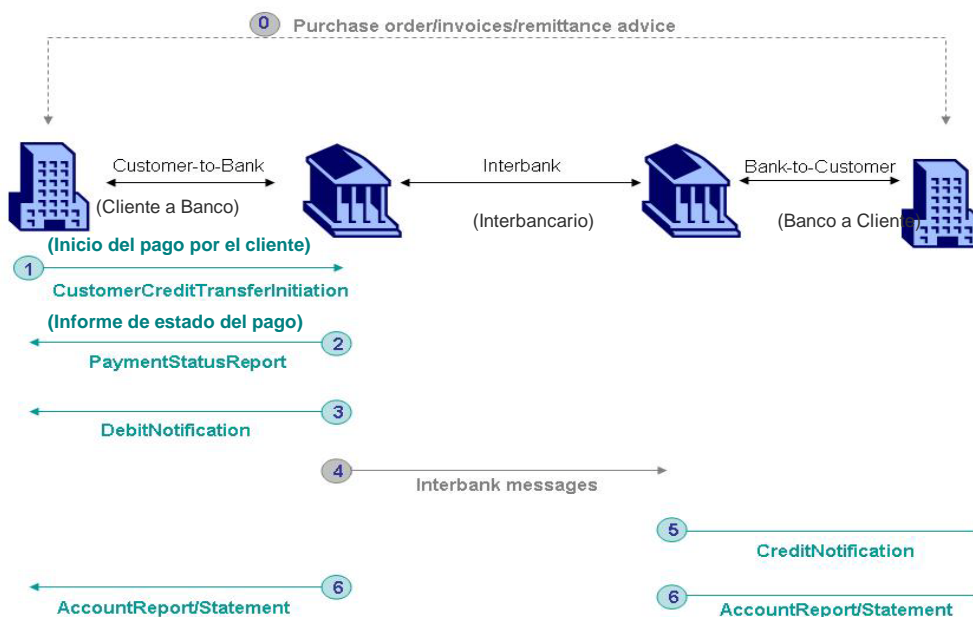 0 Purchase order/invoices/remittance advice
Customer-to-Bank
Interbank
Bank-to-Customer
(Cliente a Banco)
(Interbancario)
(Banco a Cliente)
(Inicio del pago por el cliente)
1
CustomerCreditTransferInitiation
(Informe de estado del pago)
2
PaymentStatusReport
3
DebitNotification
4
Interbank messages
5
CreditNotification
6
AccountReport/Statement
6
AccountReport/Statement